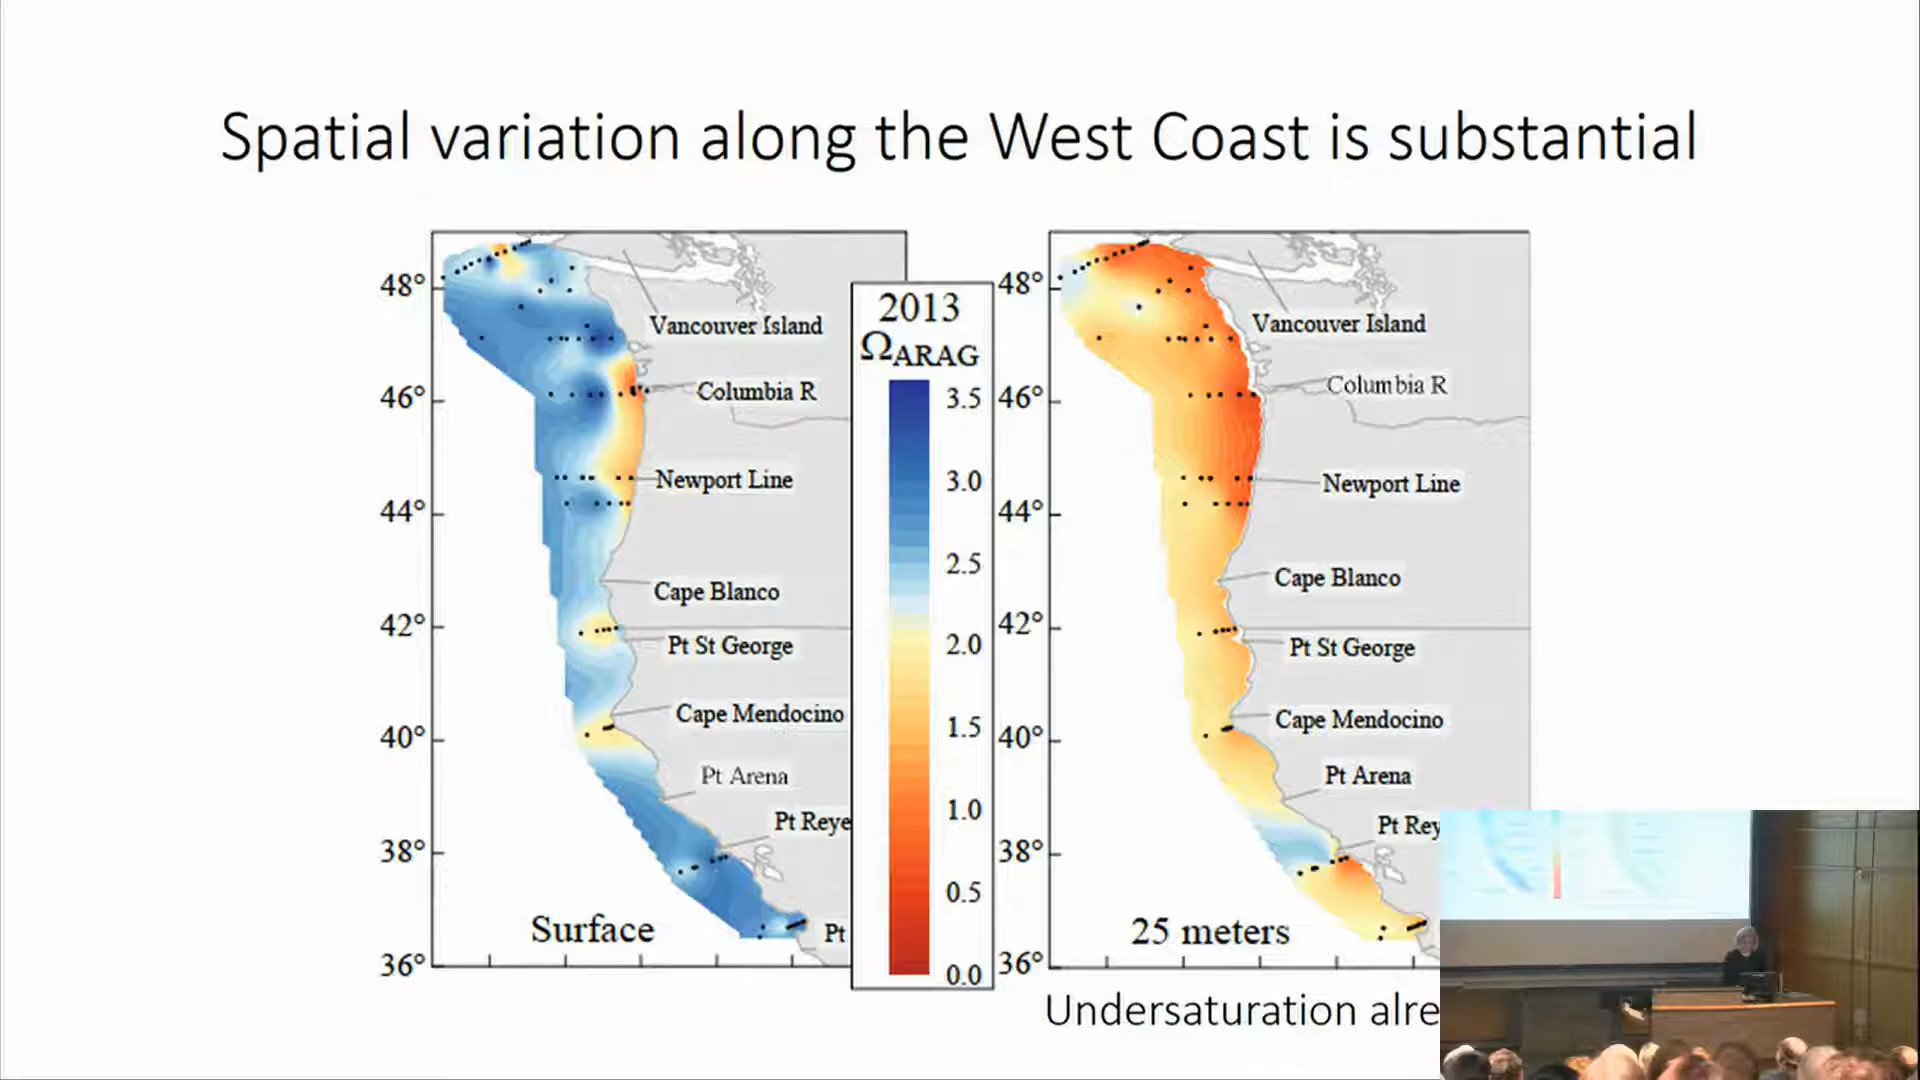 Spatial variation along the West Coast is substantial
48°
46°
44°
42°
40°
38°
36°
Vancouver Island
Columbia R
Newport Line
Cape Blanco
Pt St George
Cape Mendocino
Pt Arena
Pt Reye
Pt
Surface
2013
ΩARAG
3.5
3.0
2.5
2.0
1.5
1.0
0.5
0.0
48°
46°
44°
42°
40°
38°
36°
Vancouver Island
Columbia R
Newport Line
Cape Blanco
Pt St George
Cape Mendocino
Pt Arena
Pt Rey
25 meters
Undersaturation alre